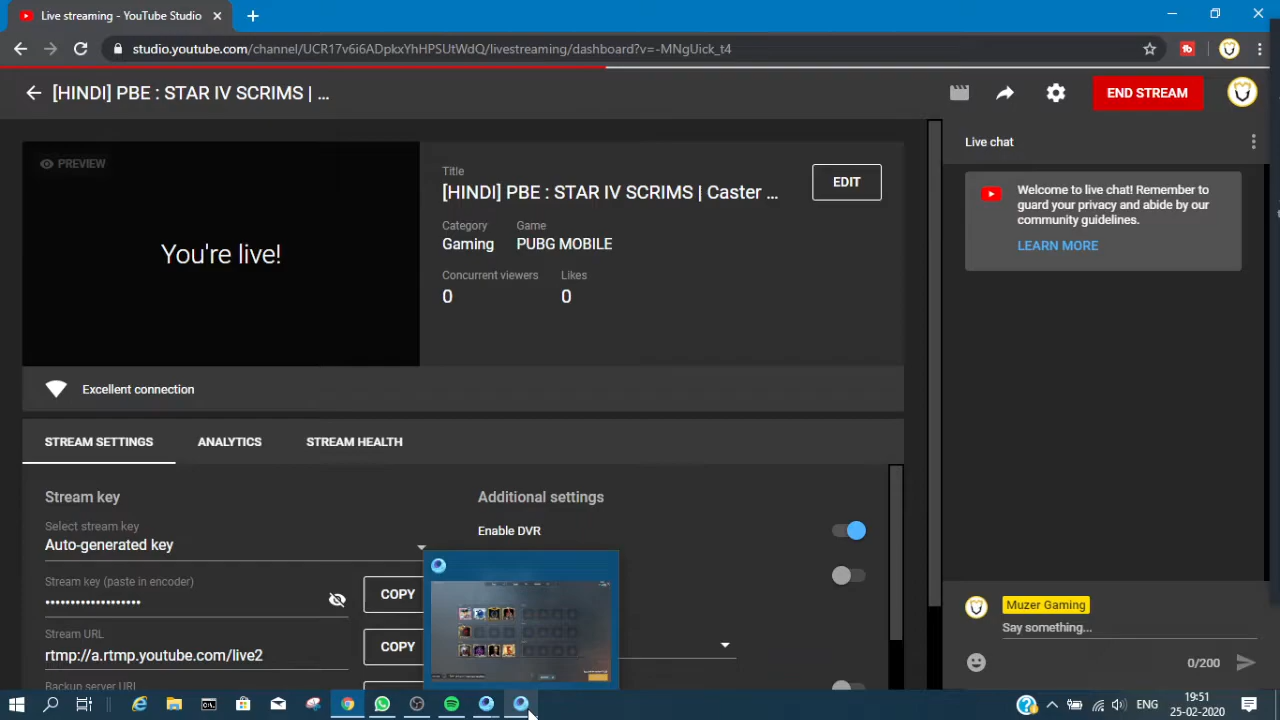 Live streaming - YouTube Studio
studio.youtube.com/channel/UCR17v6i6ADpkxYhHPSUtWdQ/livestreaming/dashboard?v=-MNgUick_t4
[HINDI] PBE : STAR IV SCRIMS | ...
END STREAM
PREVIEW
You're live!
Title
[HINDI] PBE : STAR IV SCRIMS | Caster ...
EDIT
Category
Game
Gaming
PUBG MOBILE
Concurrent viewers
Likes
0
0
Excellent connection
Live chat
Welcome to live chat! Remember to
guard your privacy and abide by our
community guidelines.
LEARN MORE
STREAM SETTINGS
ANALYTICS
STREAM HEALTH
Stream key
Additional settings
Select stream key
Auto-generated key
Enable DVR
Stream key (paste in encoder)
••••••••••••••••••••
COPY
Stream URL
rtmp://a.rtmp.youtube.com/live2
COPY
Backup server URL
Muzer Gaming
Say something...
0/200
ENG
19:51
25-02-2020